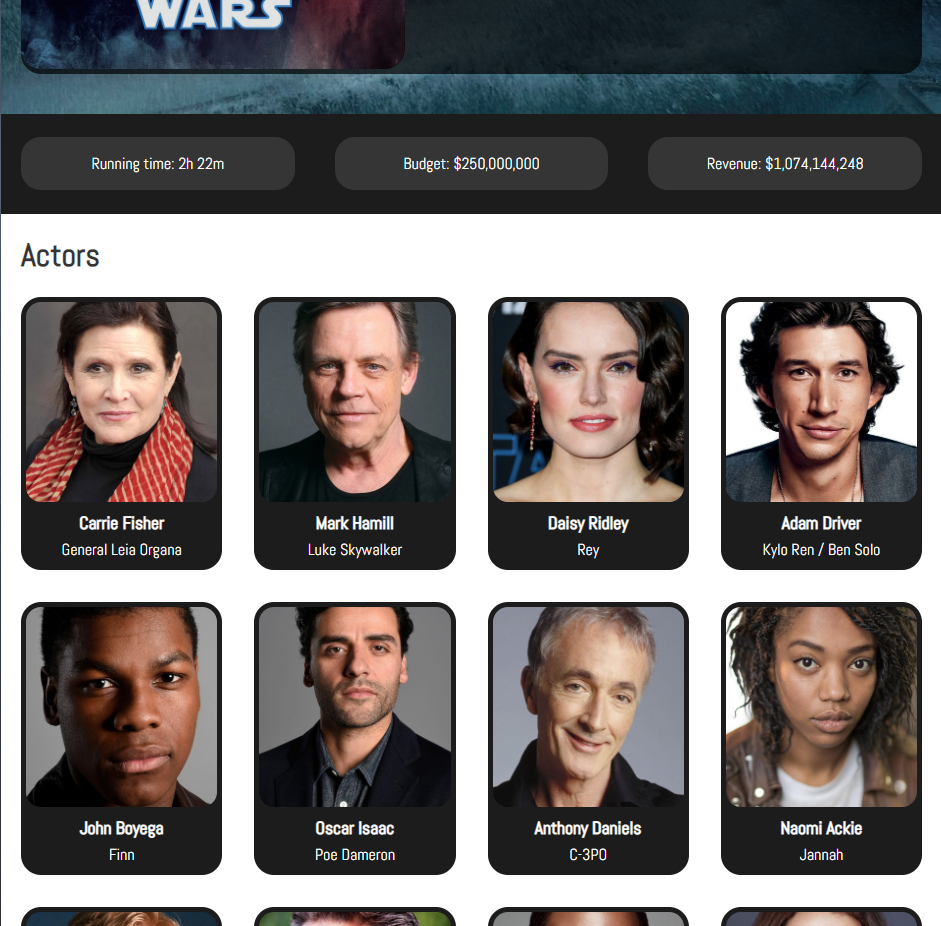 WARS
Running time: 2h 22m
Budget: $250,000,000
Revenue: $1,074,144,248
Actors
Carrie Fisher
General Leia Organa
Mark Hamill
Luke Skywalker
Daisy Ridley
Rey
Adam Driver
Kylo Ren / Ben Solo
John Boyega
Finn
Oscar Isaac
Poe Dameron
Anthony Daniels
C-3PO
Naomi Ackie
Jannah